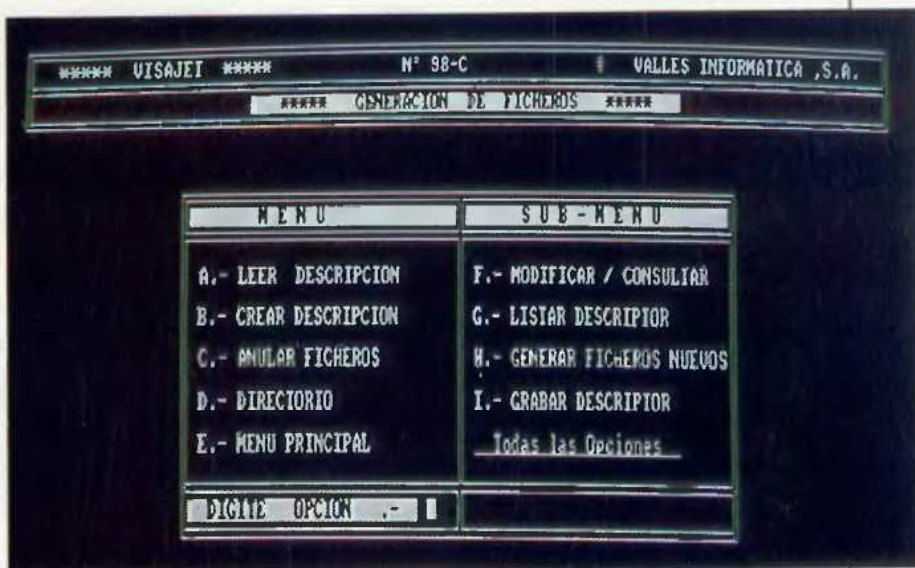 ***** VISAJET ***** Nº 98-C VALLES INFORMATICA ,S.A.
***** GENERACION DE FICHEROS *****
MENU SUB-MENU
A.- LEER DESCRIPCION F.- MODIFICAR / CONSULTAR
B.- CREAR DESCRIPCION G.- LISTAR DESCRIPTOR
C.- ANULAR FICHEROS H.- GENERAR FICHEROS NUEVOS
D.- DIRECTORIO I.- GRABAR DESCRIPTOR
E.- MENU PRINCIPAL Todas las Opciones
DIGITE OPCION .-